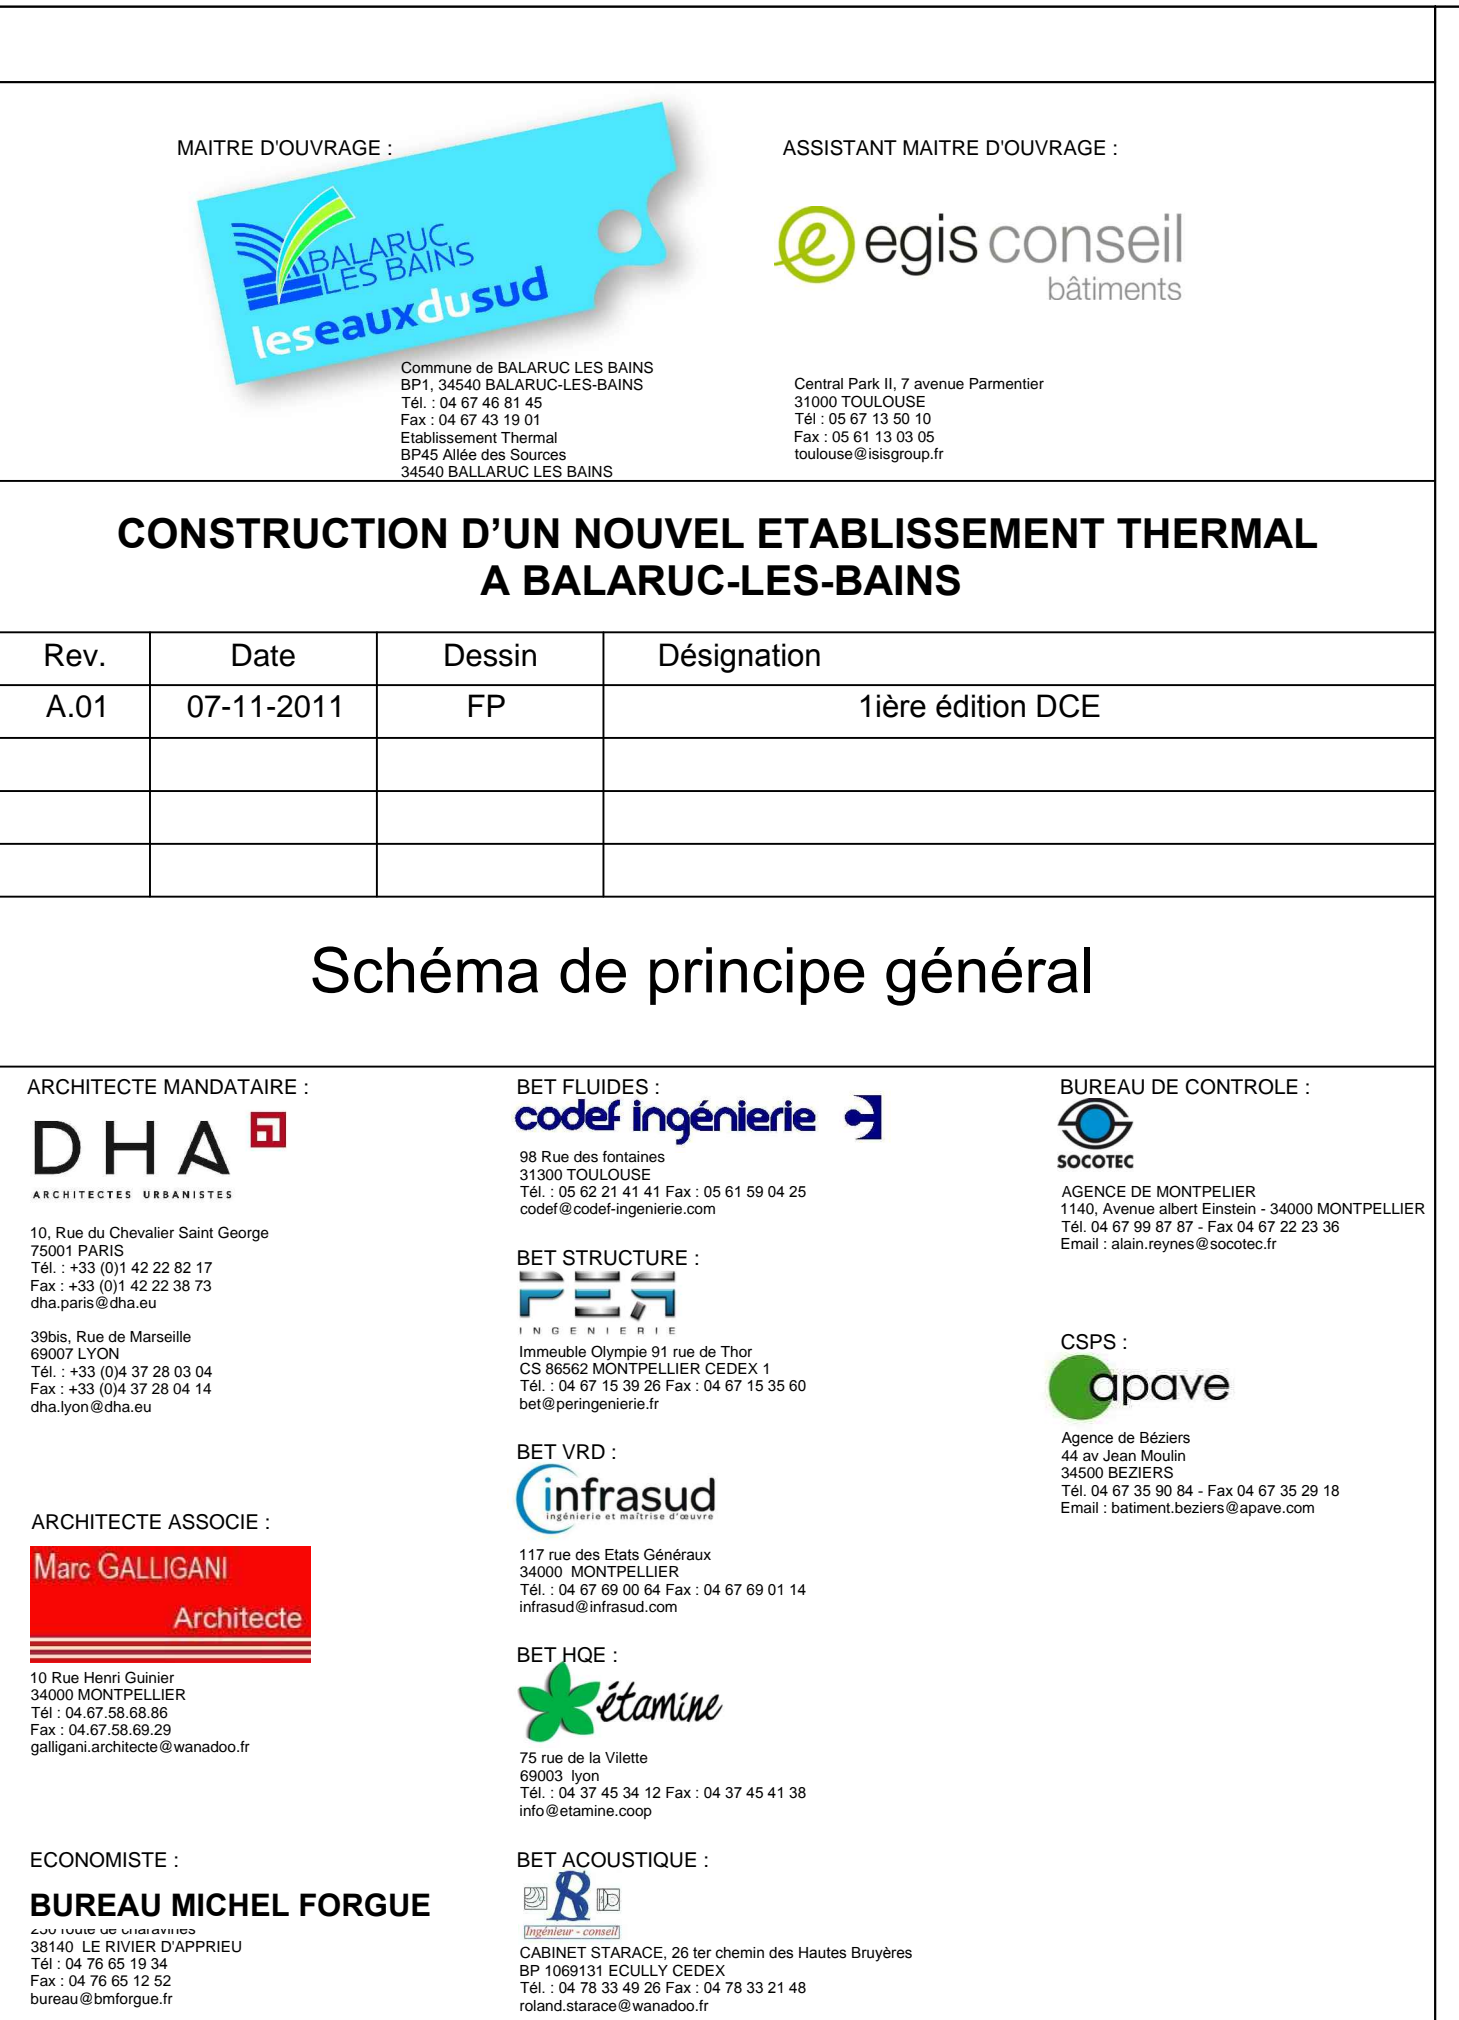 MAITRE D'OUVRAGE :
BALARUC
LES BAINS
leseauxdusud
Commune de BALARUC LES BAINS
BP1, 34540 BALARUC-LES-BAINS
Tél. : 04 67 46 81 45
Fax : 04 67 43 19 01
Etablissement Thermal
BP45 Allée des Sources
34540 BALLARUC LES BAINS
ASSISTANT MAITRE D'OUVRAGE :
e egis conseil
bâtiments
Central Park II, 7 avenue Parmentier
31000 TOULOUSE
Tél : 05 67 13 50 10
Fax : 05 61 13 03 05
toulouse@isisgroup.fr
CONSTRUCTION D’UN NOUVEL ETABLISSEMENT THERMAL
A BALARUC-LES-BAINS
Rev. Date Dessin Désignation
A.01 07-11-2011 FP 1ière édition DCE
Schéma de principe général
ARCHITECTE MANDATAIRE :
DHA
ARCHITECTES URBANISTES
10, Rue du Chevalier Saint George
75001 PARIS
Tél. : +33 (0)1 42 22 82 17
Fax : +33 (0)1 42 22 38 73
dha.paris@dha.eu
39bis, Rue de Marseille
69007 LYON
Tél. : +33 (0)4 37 28 03 04
Fax : +33 (0)4 37 28 04 14
dha.lyon@dha.eu
ARCHITECTE ASSOCIE :
Marc GALLIGANI
Architecte
10 Rue Henri Guinier
34000 MONTPELLIER
Tél : 04.67.58.68.86
Fax : 04.67.58.69.29
galligani.architecte@wanadoo.fr
ECONOMISTE :
BUREAU MICHEL FORGUE
250 route de charavines
38140 LE RIVIER D'APPRIEU
Tél : 04 76 65 19 34
Fax : 04 76 65 12 52
bureau@bmforgue.fr
BET FLUIDES :
codef ingénierie
98 Rue des fontaines
31300 TOULOUSE
Tél. : 05 62 21 41 41 Fax : 05 61 59 04 25
codef@codef-ingenierie.com
BET STRUCTURE :
PER
INGENIERIE
Immeuble Olympie 91 rue de Thor
CS 86562 MONTPELLIER CEDEX 1
Tél. : 04 67 15 39 26 Fax : 04 67 15 35 60
bet@peringenierie.fr
BET VRD :
infrasud
ingénierie et maîtrise d'œuvre
117 rue des Etats Généraux
34000 MONTPELLIER
Tél. : 04 67 69 00 64 Fax : 04 67 69 01 14
infrasud@infrasud.com
BET HQE :
étamine
75 rue de la Vilette
69003 lyon
Tél. : 04 37 45 34 12 Fax : 04 37 45 41 38
info@etamine.coop
BET ACOUSTIQUE :
Ingénieur - conseil
CABINET STARACE, 26 ter chemin des Hautes Bruyères
BP 1069131 ECULLY CEDEX
Tél. : 04 78 33 49 26 Fax : 04 78 33 21 48
roland.starace@wanadoo.fr
BUREAU DE CONTROLE :
SOCOTEC
AGENCE DE MONTPELIER
1140, Avenue albert Einstein - 34000 MONTPELLIER
Tél. 04 67 99 87 87 - Fax 04 67 22 23 36
Email : alain.reynes@socotec.fr
CSPS :
apave
Agence de Béziers
44 av Jean Moulin
34500 BEZIERS
Tél. 04 67 35 90 84 - Fax 04 67 35 29 18
Email : batiment.beziers@apave.com